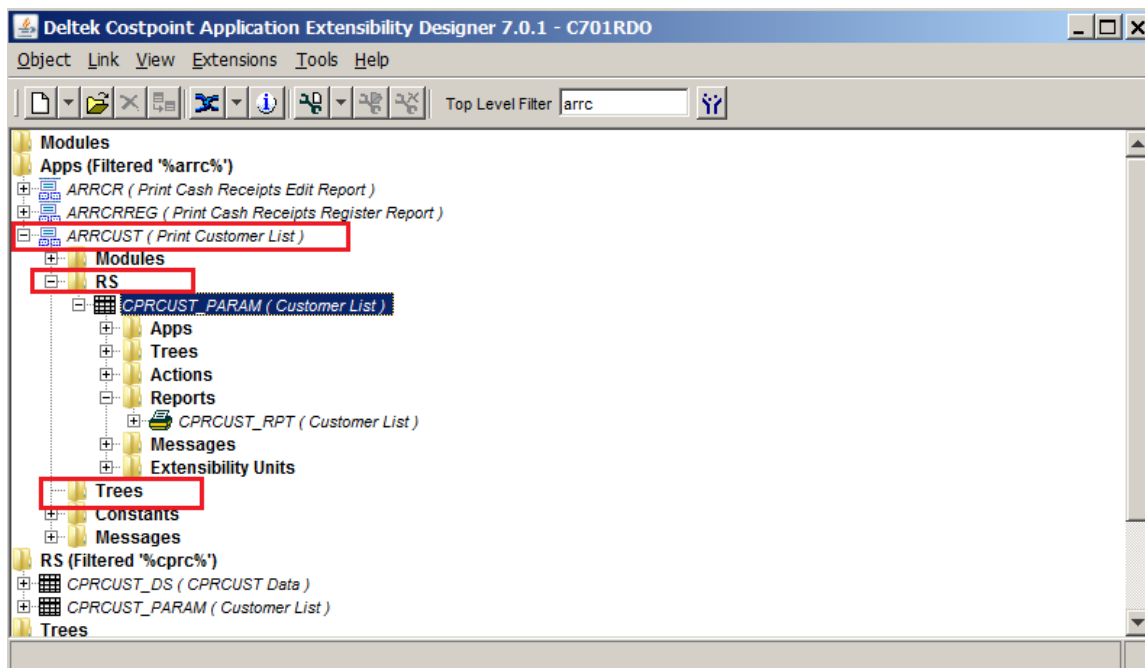 Deltek Costpoint Application Extensibility Designer 7.0.1 - C701RDO
Object Link View Extensions Tools Help
Top Level Filter arrc
Modules
Apps (Filtered '%arrc%')
ARRCR ( Print Cash Receipts Edit Report )
ARRCRREG ( Print Cash Receipts Register Report )
ARRCUST ( Print Customer List )
Modules
RS
CPRCUST_PARAM ( Customer List )
Apps
Trees
Actions
Reports
CPRCUST_RPT ( Customer List )
Messages
Extensibility Units
Trees
Constants
Messages
RS (Filtered '%cprc%')
CPRCUST_DS ( CPRCUST Data )
CPRCUST_PARAM ( Customer List )
Trees